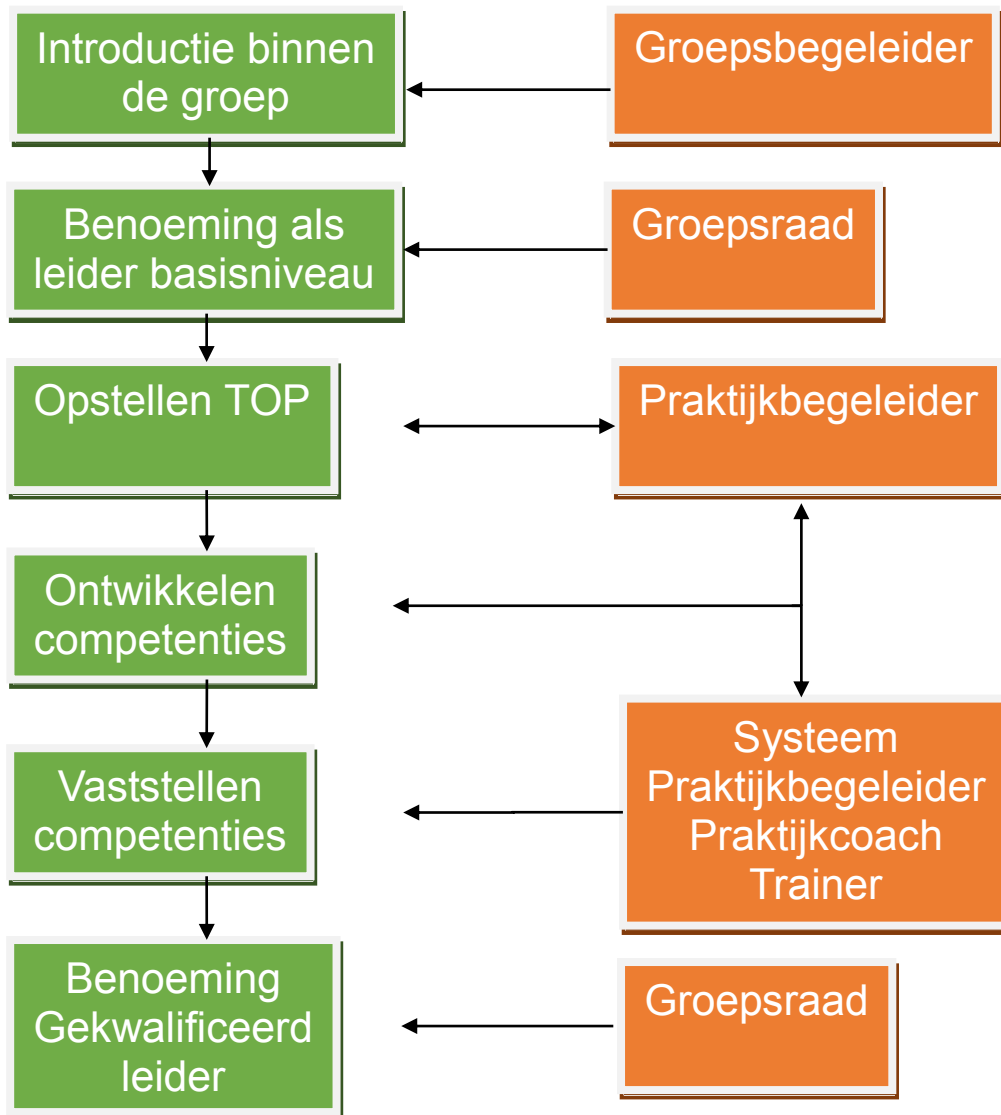 Introductie binnen
de groep
Groepsbegeleider
Benoeming als
leider basisniveau
Groepsraad
Opstellen TOP
Praktijkbegeleider
Ontwikkelen
competenties
Vaststellen
competenties
Systeem
Praktijkbegeleider
Praktijkcoach
Trainer
Benoeming
Gekwalificeerd
leider
Groepsraad